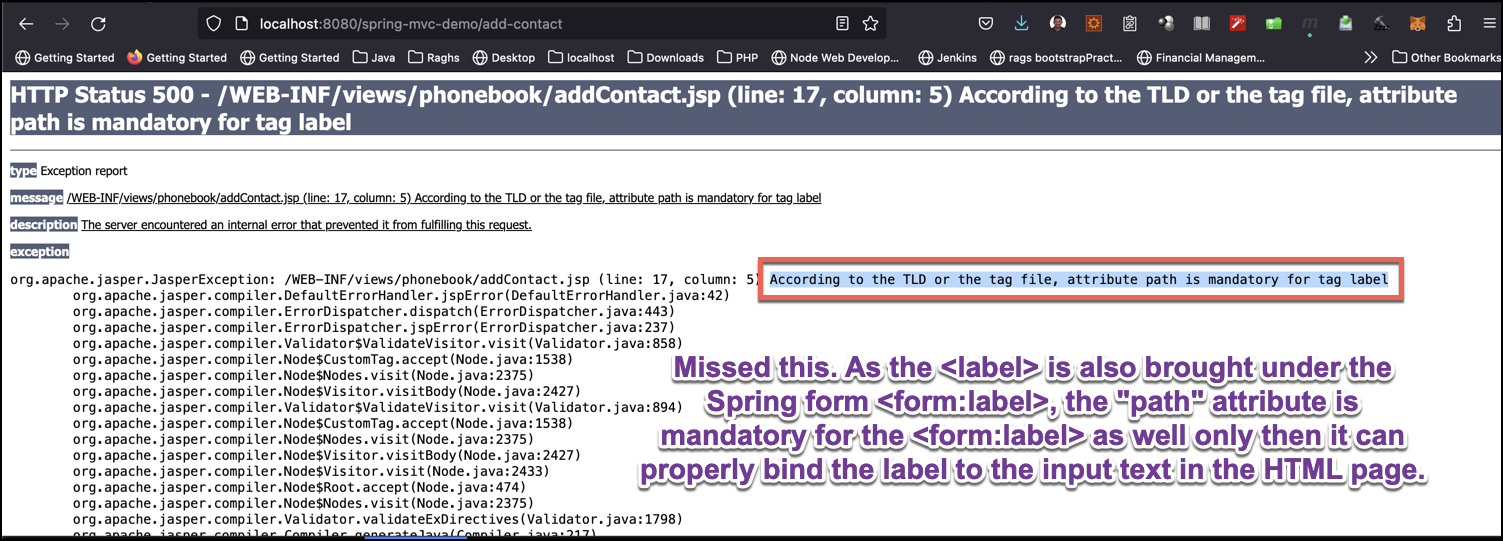 localhost:8080/spring-mvc-demo/add-contact
Getting Started Getting Started Getting Started Java Raghs Desktop localhost Downloads PHP Node Web Develop... Jenkins rags bootstrapPract... Financial Managem... Other Bookmarks
HTTP Status 500 - /WEB-INF/views/phonebook/addContact.jsp (line: 17, column: 5) According to the TLD or the tag file, attribute
path is mandatory for tag label
type Exception report
message /WEB-INF/views/phonebook/addContact.jsp (line: 17, column: 5) According to the TLD or the tag file, attribute path is mandatory for tag label
description The server encountered an internal error that prevented it from fulfilling this request.
exception
org.apache.jasper.JasperException: /WEB-INF/views/phonebook/addContact.jsp (line: 17, column: 5) According to the TLD or the tag file, attribute path is mandatory for tag label
org.apache.jasper.compiler.DefaultErrorHandler.jspError(DefaultErrorHandler.java:42)
org.apache.jasper.compiler.ErrorDispatcher.dispatch(ErrorDispatcher.java:443)
org.apache.jasper.compiler.ErrorDispatcher.jspError(ErrorDispatcher.java:237)
org.apache.jasper.compiler.Validator$ValidateVisitor.visit(Validator.java:858)
org.apache.jasper.compiler.Node$CustomTag.accept(Node.java:1538)
org.apache.jasper.compiler.Node$Nodes.visit(Node.java:2375)
org.apache.jasper.compiler.Node$Visitor.visitBody(Node.java:2427)
org.apache.jasper.compiler.Validator$ValidateVisitor.visit(Validator.java:894)
org.apache.jasper.compiler.Node$CustomTag.accept(Node.java:1538)
org.apache.jasper.compiler.Node$Nodes.visit(Node.java:2375)
org.apache.jasper.compiler.Node$Visitor.visitBody(Node.java:2427)
org.apache.jasper.compiler.Node$Visitor.visit(Node.java:2433)
org.apache.jasper.compiler.Node$Root.accept(Node.java:474)
org.apache.jasper.compiler.Node$Nodes.visit(Node.java:2375)
org.apache.jasper.compiler.Validator.validateExDirectives(Validator.java:1798)
org.apache.jasper.compiler.Compiler.generateJava(Compiler.java:217)
Missed this. As the <label> is also brought under the
Spring form <form:label>, the "path" attribute is
mandatory for the <form:label> as well only then it can
properly bind the label to the input text in the HTML page.